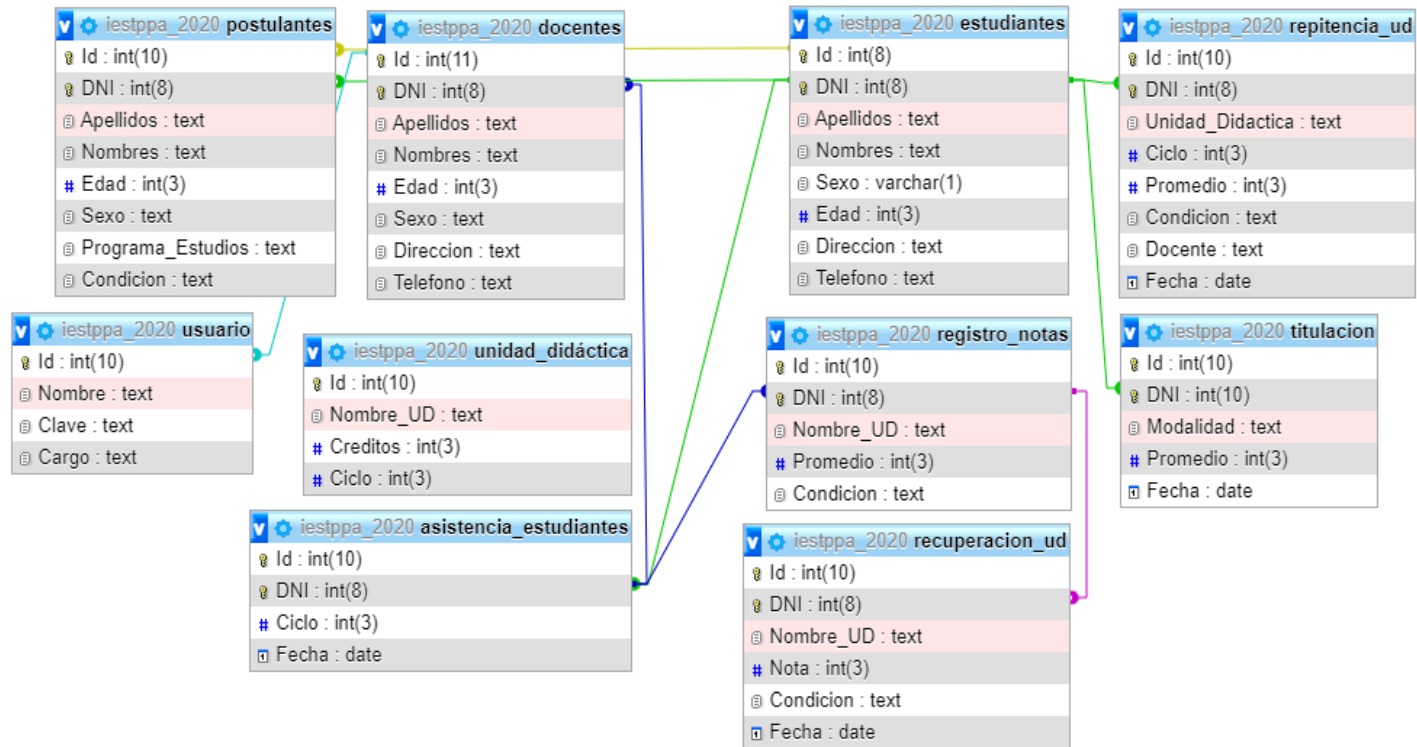 iestppa_2020 postulantes
Id : int(10)
DNI : int(8)
Apellidos : text
Nombres : text
Edad : int(3)
Sexo : text
Programa_Estudios : text
Condicion : text
iestppa_2020 docentes
Id : int(11)
DNI : int(8)
Apellidos : text
Nombres : text
Edad : int(3)
Sexo : text
Direccion : text
Telefono : text
iestppa_2020 estudiantes
Id : int(8)
DNI : int(8)
Apellidos : text
Nombres : text
Sexo : varchar(1)
Edad : int(3)
Direccion : text
Telefono : text
iestppa_2020 repitencia_ud
Id : int(10)
DNI : int(8)
Unidad_Didactica : text
Ciclo : int(3)
Promedio : int(3)
Condicion : text
Docente : text
Fecha : date
iestppa_2020 usuario
Id : int(10)
Nombre : text
Clave : text
Cargo : text
iestppa_2020 unidad_didáctica
Id : int(10)
Nombre_UD : text
Creditos : int(3)
Ciclo : int(3)
iestppa_2020 registro_notas
Id : int(10)
DNI : int(8)
Nombre_UD : text
Promedio : int(3)
Condicion : text
iestppa_2020 titulacion
Id : int(10)
DNI : int(10)
Modalidad : text
Promedio : int(3)
Fecha : date
iestppa_2020 asistencia_estudiantes
Id : int(10)
DNI : int(8)
Ciclo : int(3)
Fecha : date
iestppa_2020 recuperacion_ud
Id : int(10)
DNI : int(8)
Nombre_UD : text
Nota : int(3)
Condicion : text
Fecha : date